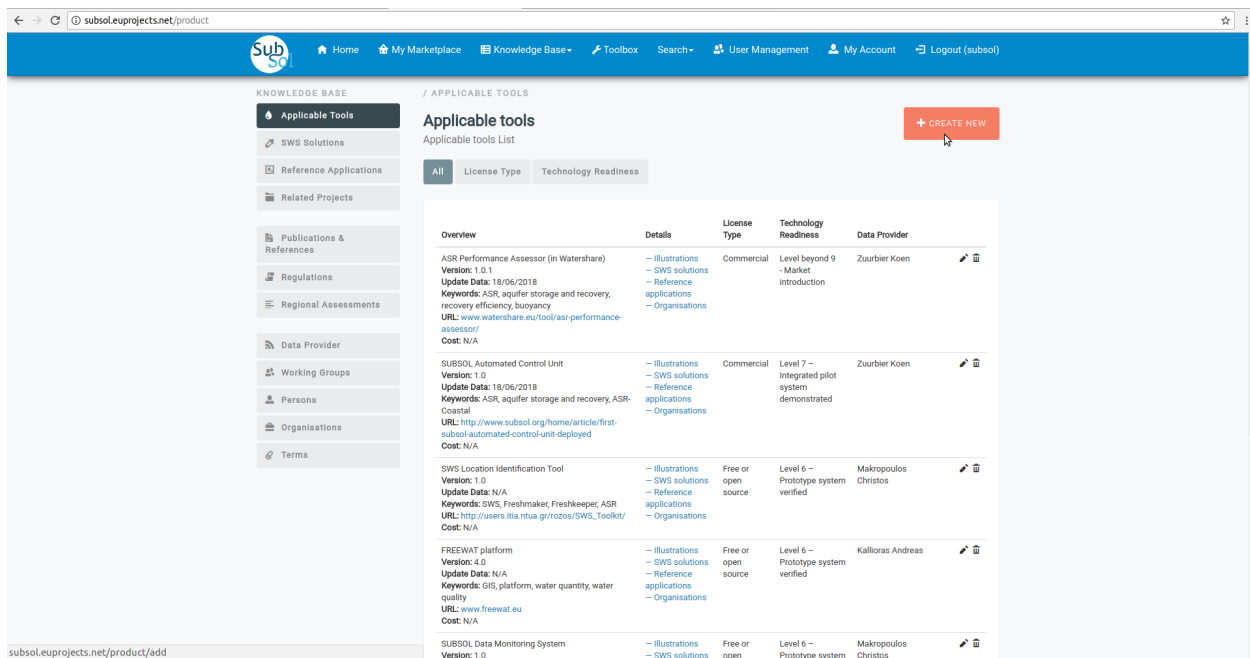 subsol.euprojects.net/product
Sub
Sol
Home
My Marketplace
Knowledge Base
Toolbox
Search
User Management
My Account
Logout (subsol)
KNOWLEDGE BASE
Applicable Tools
SWS Solutions
Reference Applications
Related Projects
Publications &
References
Regulations
Regional Assessments
Data Provider
Working Groups
Persons
Organisations
Terms
/ APPLICABLE TOOLS
Applicable tools
Applicable tools List
+ CREATE NEW
All
License Type
Technology Readiness
Overview
Details
License
Type
Technology
Readiness
Data Provider
ASR Performance Assessor (in Watershare)
Version: 1.0.1
Update Data: 18/06/2018
Keywords: ASR, aquifer storage and recovery,
recovery efficiency, buoyancy
URL: www.watershare.eu/tool/asr-performance-
assessor/
Cost: N/A
– Illustrations
– SWS solutions
– Reference
applications
– Organisations
Commercial
Level beyond 9
- Market
introduction
Zuurbier Koen
SUBSOL Automated Control Unit
Version: 1.0
Update Data: 18/06/2018
Keywords: ASR, aquifer storage and recovery, ASR-
Coastal
URL: http://www.subsol.org/home/article/first-
subsol-automated-control-unit-deployed
Cost: N/A
– Illustrations
– SWS solutions
– Reference
applications
– Organisations
Commercial
Level 7 –
Integrated pilot
system
demonstrated
Zuurbier Koen
SWS Location Identification Tool
Version: 1.0
Update Data: N/A
Keywords: SWS, Freshmaker, Freshkeeper, ASR
URL: http://users.itia.ntua.gr/rozos/SWS_Toolkit/
Cost: N/A
– Illustrations
– SWS solutions
– Reference
applications
– Organisations
Free or
open
source
Level 6 –
Prototype system
verified
Makropoulos
Christos
FREEWAT platform
Version: 4.0
Update Data: N/A
Keywords: GIS, platform, water quantity, water
quality
URL: www.freewat.eu
Cost: N/A
– Illustrations
– SWS solutions
– Reference
applications
– Organisations
Free or
open
source
Level 6 –
Prototype system
verified
Kallioras Andreas
SUBSOL Data Monitoring System
Version: 1.0
– Illustrations
– SWS solutions
Free or
open
Level 6 –
Prototype system
Makropoulos
Christos
subsol.euprojects.net/product/add